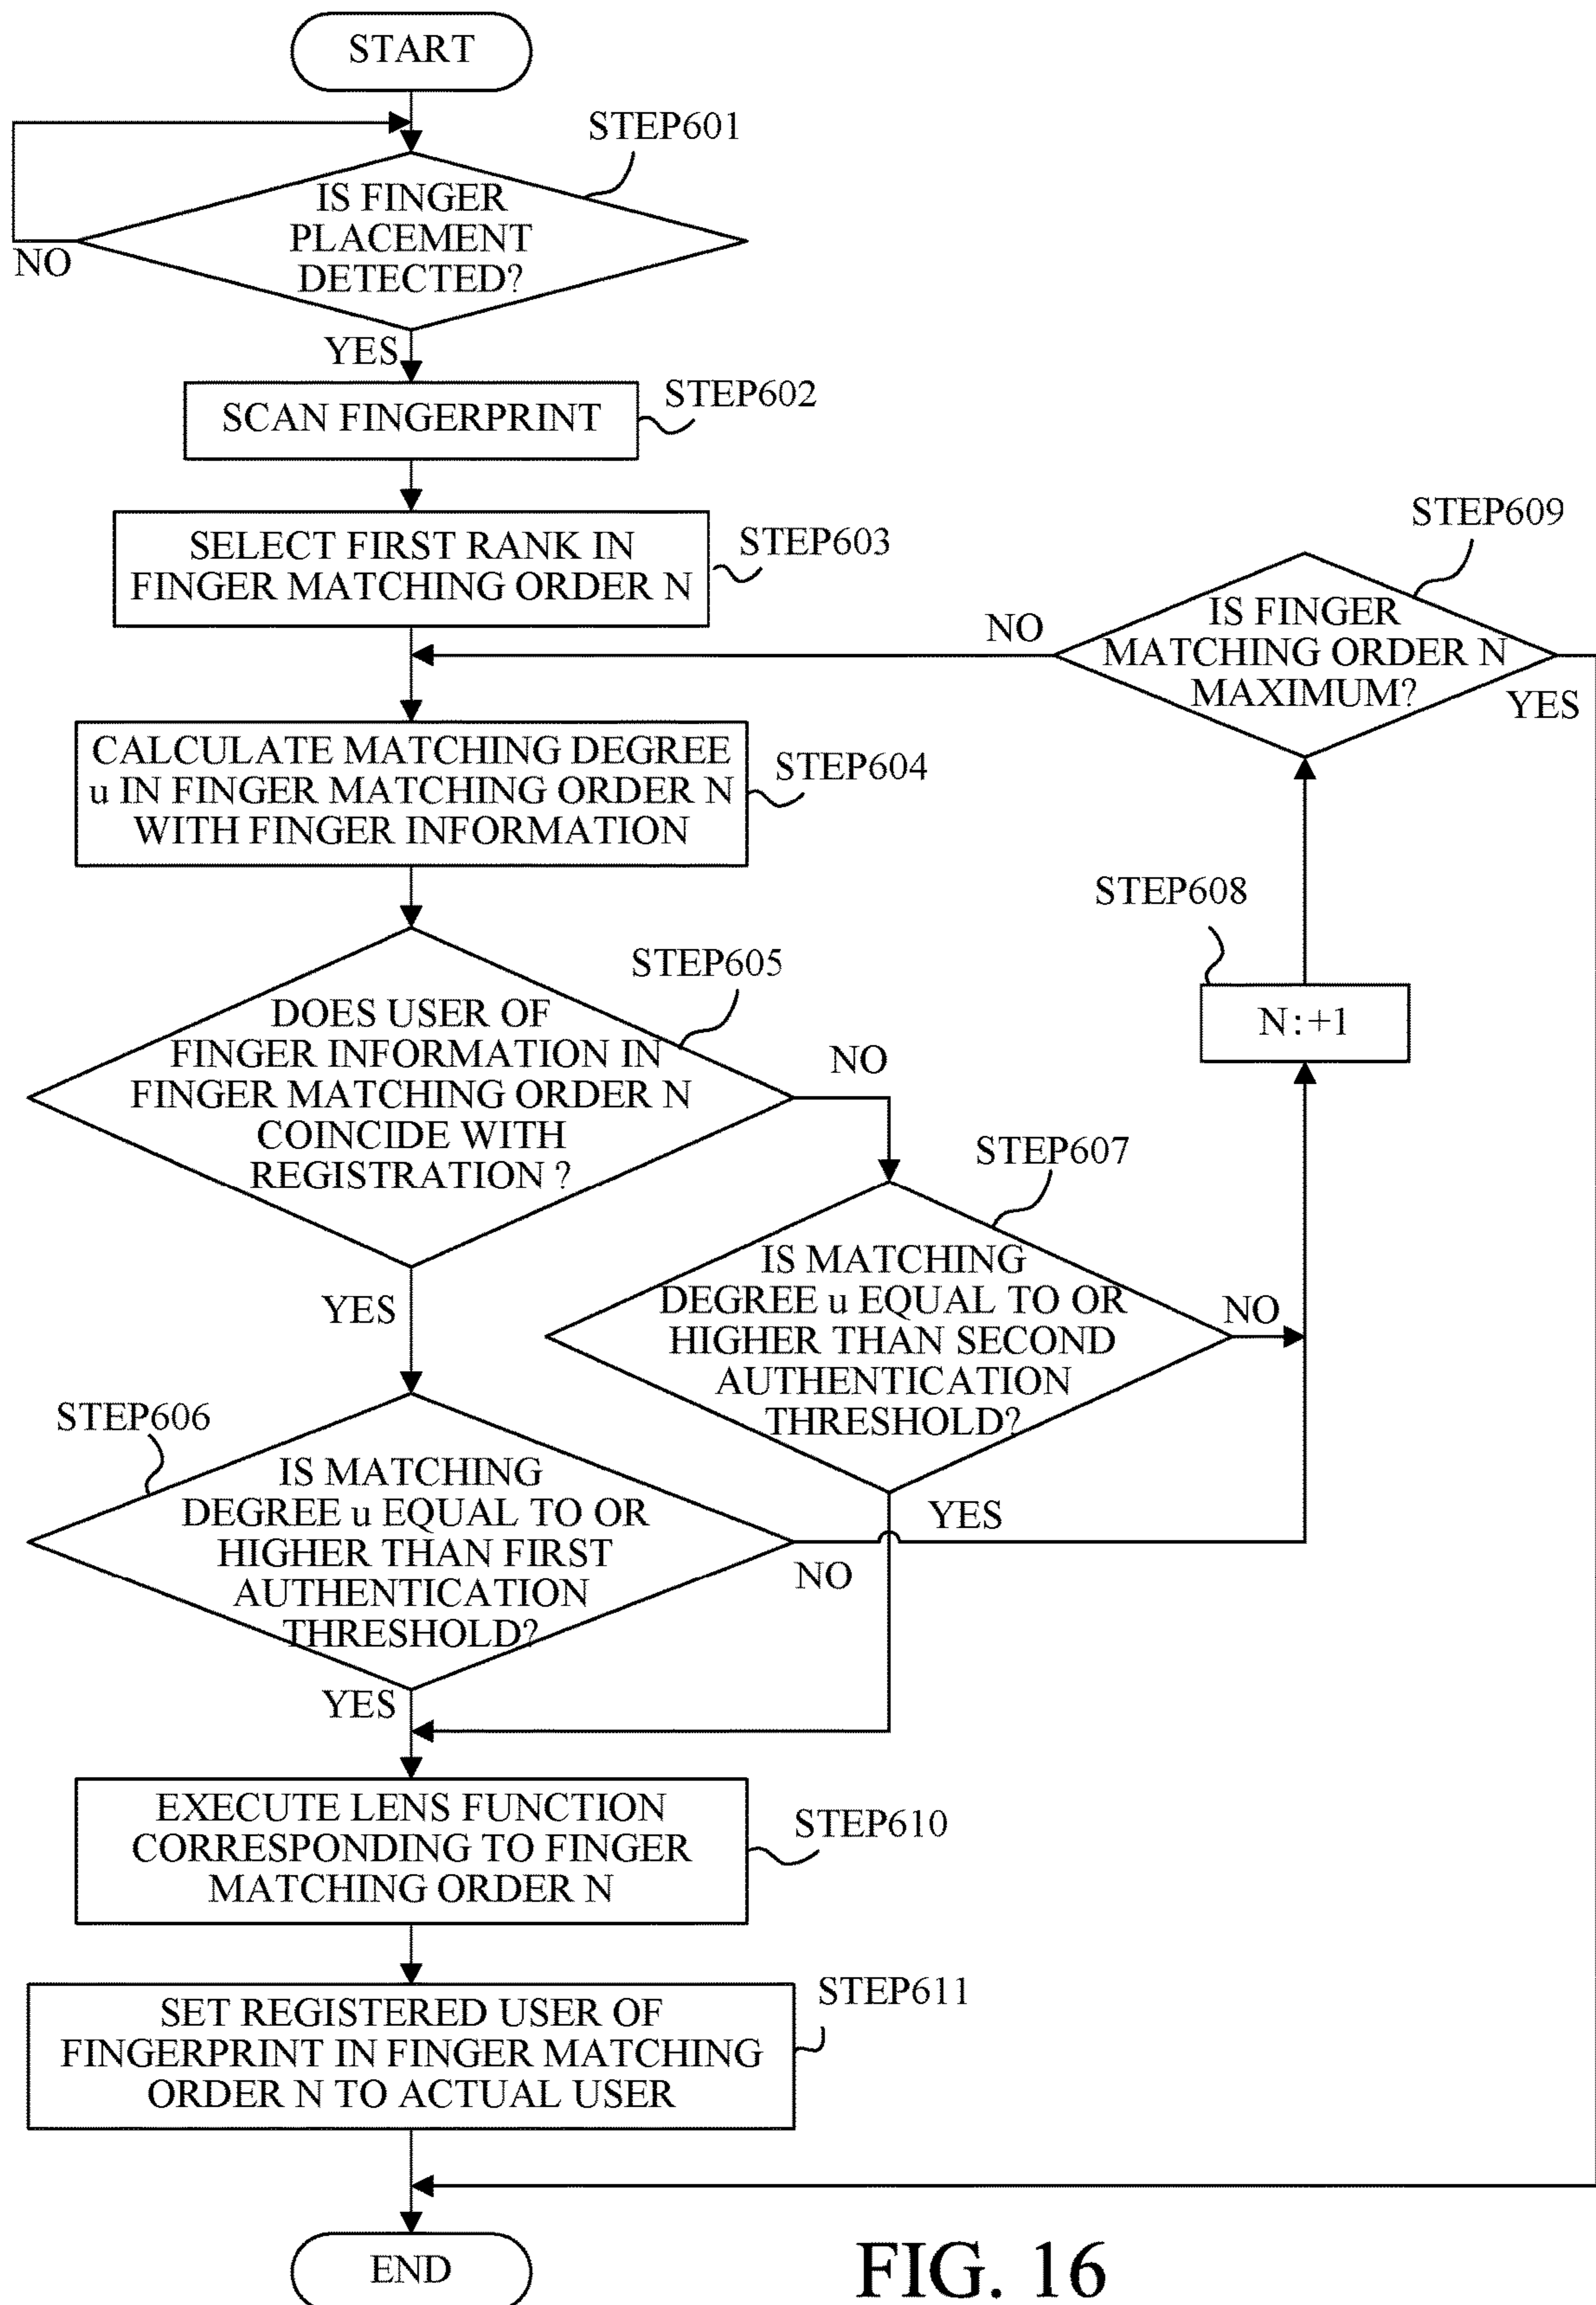 START
STEP601
IS FINGER
PLACEMENT
DETECTED?
NO
YES
SCAN FINGERPRINT
STEP602
SELECT FIRST RANK IN
FINGER MATCHING ORDER N
STEP603
STEP609
IS FINGER
MATCHING ORDER N
MAXIMUM?
NO
YES
CALCULATE MATCHING DEGREE
u IN FINGER MATCHING ORDER N
WITH FINGER INFORMATION
STEP604
STEP608
N:+1
STEP605
DOES USER OF
FINGER INFORMATION IN
FINGER MATCHING ORDER N
COINCIDE WITH
REGISTRATION ?
NO
YES
STEP607
IS MATCHING
DEGREE u EQUAL TO OR
HIGHER THAN SECOND
AUTHENTICATION
THRESHOLD?
NO
YES
STEP606
IS MATCHING
DEGREE u EQUAL TO OR
HIGHER THAN FIRST
AUTHENTICATION
THRESHOLD?
NO
YES
EXECUTE LENS FUNCTION
CORRESPONDING TO FINGER
MATCHING ORDER N
STEP610
SET REGISTERED USER OF
FINGERPRINT IN FINGER MATCHING
ORDER N TO ACTUAL USER
STEP611
END
FIG. 16